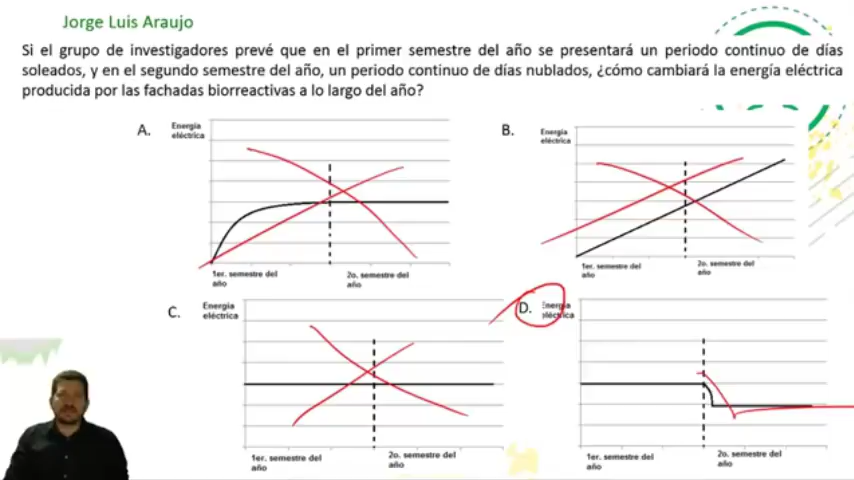 Jorge Luis Araujo
Si el grupo de investigadores prevé que en el primer semestre del año se presentará un periodo continuo de días
soleados, y en el segundo semestre del año, un periodo continuo de días nublados, ¿cómo cambiará la energía eléctrica
producida por las fachadas biorreactivas a lo largo del año?
A.
Energía
eléctrica
1er. semestre del
año
2o. semestre del
año
B.
Energía
eléctrica
1er. semestre del
año
2o. semestre del
año
C.
Energía
eléctrica
1er. semestre del
año
2o. semestre del
año
D.
Energía
eléctrica
1er. semestre del
año
2o. semestre del
año